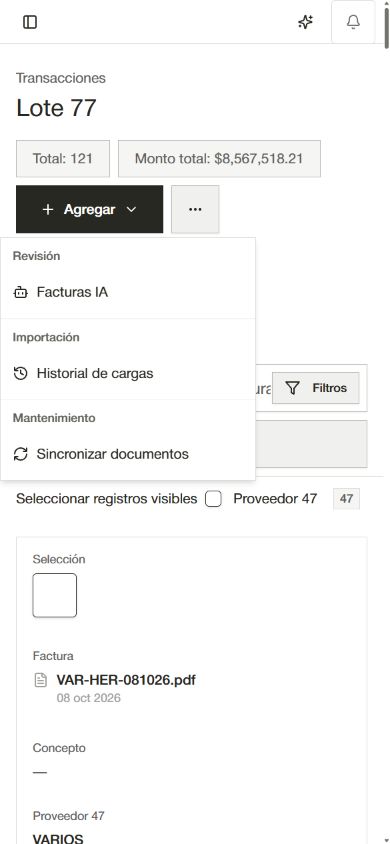 Transacciones
Lote 77
Total: 121
Monto total: $8,567,518.21
Agregar
Revisión
Facturas IA
Importación
Historial de cargas
Filtros
Mantenimiento
Sincronizar documentos
Seleccionar registros visibles
Proveedor 47
47
Selección
Factura
VAR-HER-081026.pdf
08 oct 2026
Concepto
—
Proveedor 47
VARIOS